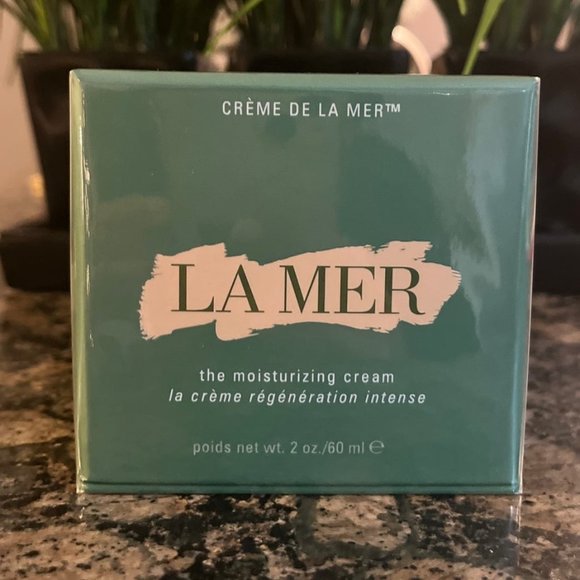 CRÈME DE LA MER™
LA MER
the moisturizing cream
la crème régénération intense
poids net wt. 2 oz./60 ml ℮